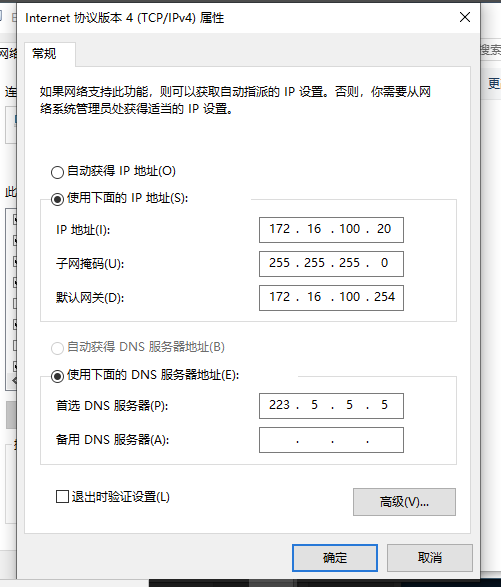 Internet 协议版本 4 (TCP/IPv4) 属性
搜索
网络
常规
更
连
如果网络支持此功能，则可以获取自动指派的 IP 设置。否则，你需要从网
络系统管理员处获得适当的 IP 设置。
自动获得 IP 地址(O)
此
使用下面的 IP 地址(S):
IP 地址(I): 172 . 16 . 100 . 20
子网掩码(U): 255 . 255 . 255 . 0
默认网关(D): 172 . 16 . 100 . 254
自动获得 DNS 服务器地址(B)
使用下面的 DNS 服务器地址(E):
首选 DNS 服务器(P): 223 . 5 . 5 . 5
备用 DNS 服务器(A): . . .
退出时验证设置(L)
高级(V)...
确定
取消